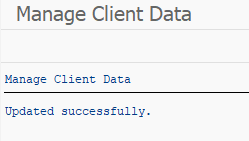 Manage Client Data
Manage Client Data
Updated successfully.